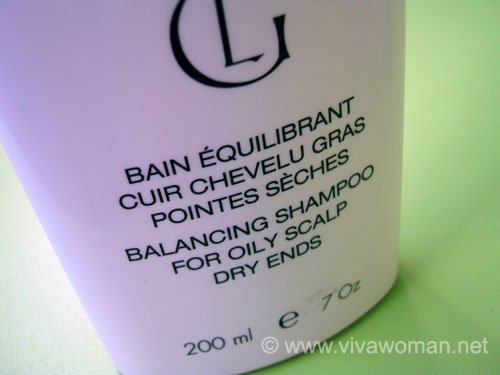 LG
BAIN ÉQUILIBRANT
CUIR CHEVELU GRAS
POINTES SÈCHES
BALANCING SHAMPOO
FOR OILY SCALP
DRY ENDS
200 ml e 7 Oz
© www.vivawoman.net